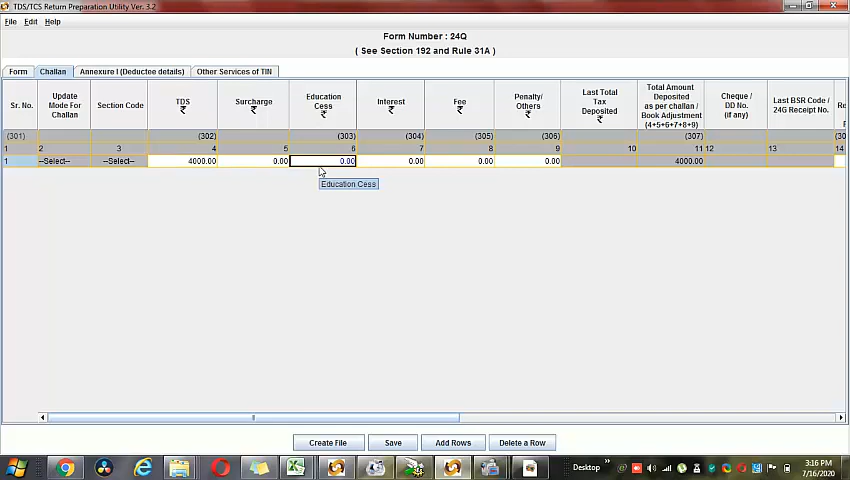 TDS/TCS Return Preparation Utility Ver. 3.2
File Edit Help
Form Number : 24Q
( See Section 192 and Rule 31A )
Form Challan Annexure I (Deductee details) Other Services of TIN
Sr. No. Update Mode For Challan Section Code TDS ₹ Surcharge ₹ Education Cess ₹ Interest ₹ Fee ₹ Penalty/ Others ₹ Last Total Tax Deposited ₹ Total Amount Deposited as per challan / Book Adjustment (4+5+6+7+8+9) Cheque / DD No. (if any) Last BSR Code / 24G Receipt No.
(301) (302) (303) (304) (305) (306) (307)
1 2 3 4 5 6 7 8 9 10 11 12 13
1 --Select-- --Select-- 4000.00 0.00 0.00 0.00 0.00 0.00 4000.00
Education Cess
Create File Save Add Rows Delete a Row
Desktop
3:16 PM
7/16/2020